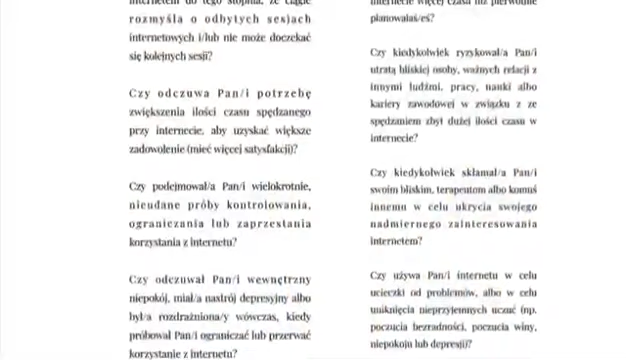 internetem do tego stopnia, że ciągle
rozmyśla o odbytych sesjach
internetowych i/lub nie może doczekać
się kolejnych sesji?
Czy odczuwa Pan/i potrzebę
zwiększenia ilości czasu spędzanego
przy internecie, aby uzyskać większe
zadowolenie (mieć więcej satysfakcji)?
Czy podejmował/a Pan/i wielokrotnie,
nieudane próby kontrolowania,
ograniczania lub zaprzestania
korzystania z internetu?
Czy odczuwał Pan/i wewnętrzny
niepokój, miał/a nastrój depresyjny albo
był/a rozdrażniona/y wówczas, kiedy
próbował Pan/i ograniczać lub przerwać
korzystanie z internetu?
internecie więcej czasu niż pierwotnie
planowałaś/eś?
Czy kiedykolwiek ryzykował/a Pan/i
utratą bliskiej osoby, ważnych relacji z
innymi ludźmi, pracy, nauki albo
kariery zawodowej w związku z ze
spędzaniem zbyt dużej ilości czasu w
internecie?
Czy kiedykolwiek skłamał/a Pan/i
swoim bliskim, terapeutom albo komuś
innemu w celu ukrycia swojego
nadmiernego zainteresowania
internetem?
Czy używa Pan/i internetu w celu
ucieczki od problemów, albo w celu
uniknięcia nieprzyjemnych uczuć (np.
poczucia bezradności, poczucia winy,
niepokoju lub depresji)?